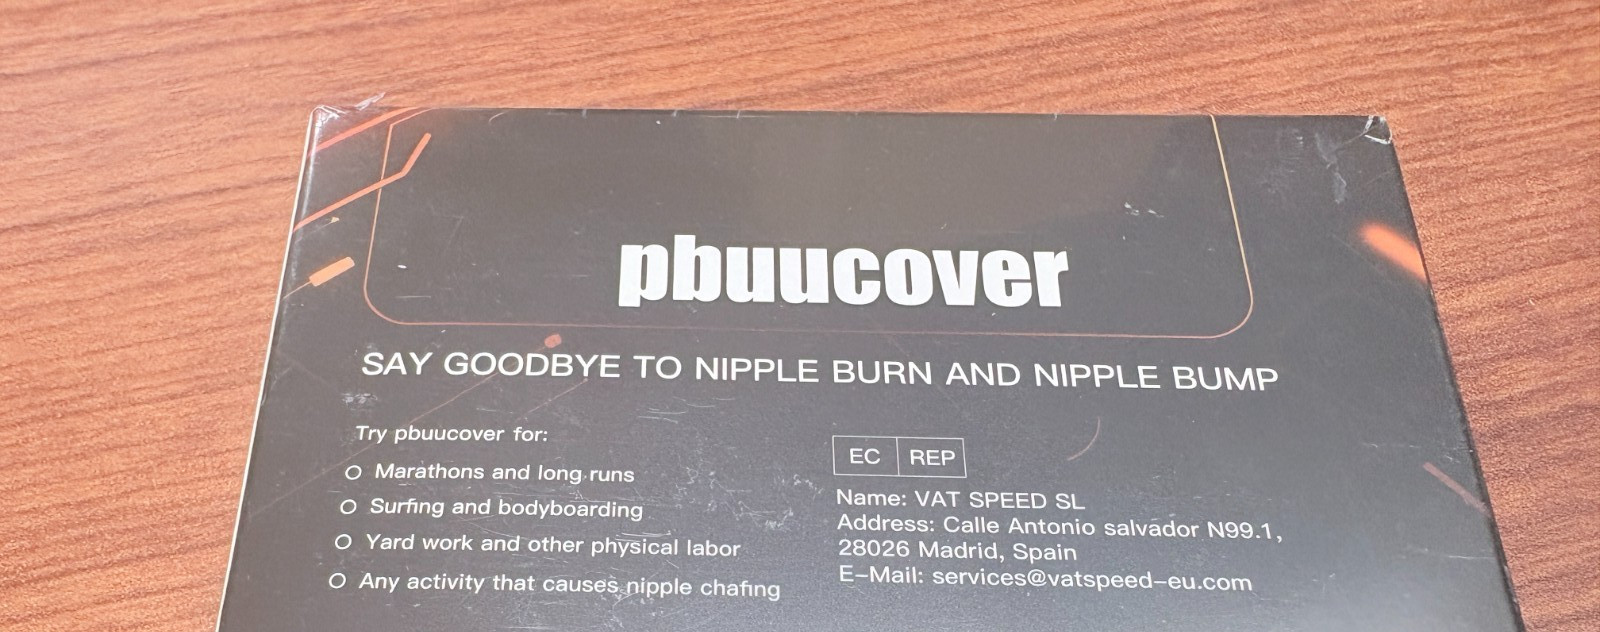 pbuucover
SAY GOODBYE TO NIPPLE BURN AND NIPPLE BUMP
Try pbuucover for:
Marathons and long runs
Surfing and bodyboarding
Yard work and other physical labor
Any activity that causes nipple chafing
EC REP
Name: VAT SPEED SL
Address: Calle Antonio salvador N99.1,
28026 Madrid, Spain
E-Mail: services@vatspeed-eu.com